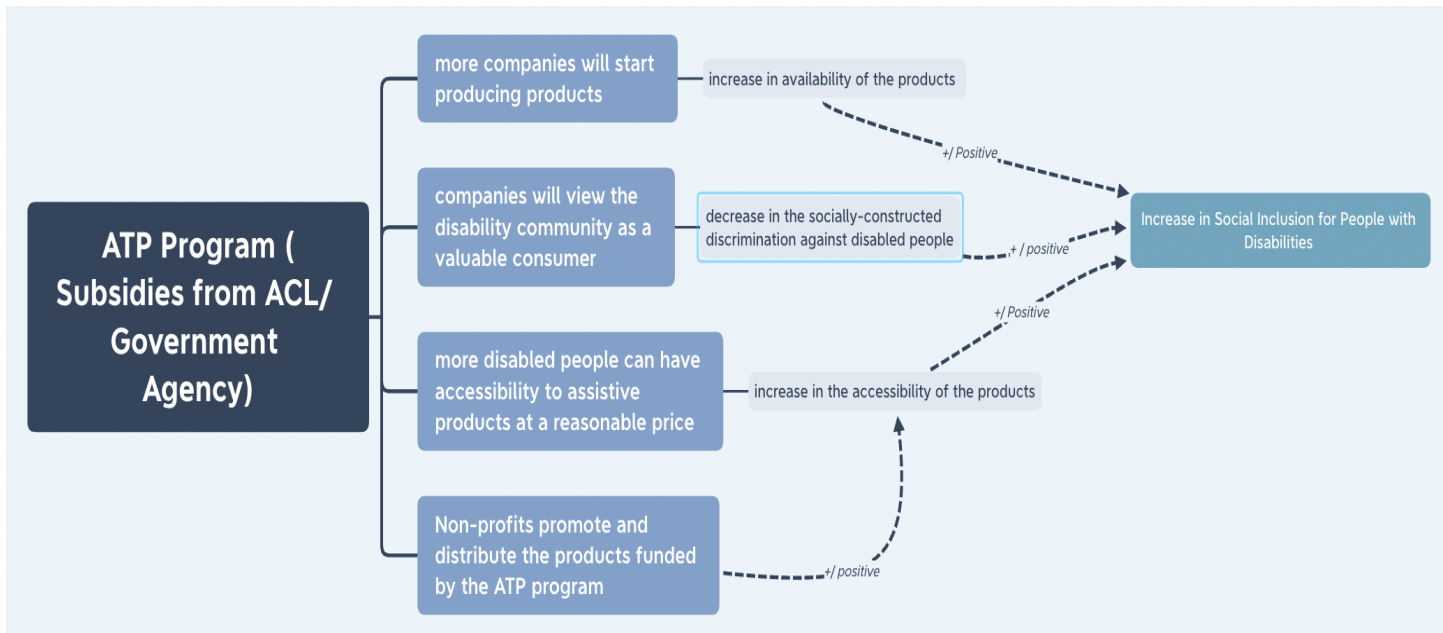 ATP Program (
Subsidies from ACL/
Government
Agency)
more companies will start
producing products
increase in availability of the products
+/ Positive
companies will view the
disability community as a
valuable consumer
decrease in the socially-constructed
discrimination against disabled people
+ / positive
Increase in Social Inclusion for People with
Disabilities
more disabled people can have
accessibility to assistive
products at a reasonable price
increase in the accessibility of the products
+/ Positive
Non-profits promote and
distribute the products funded
by the ATP program
+/ positive